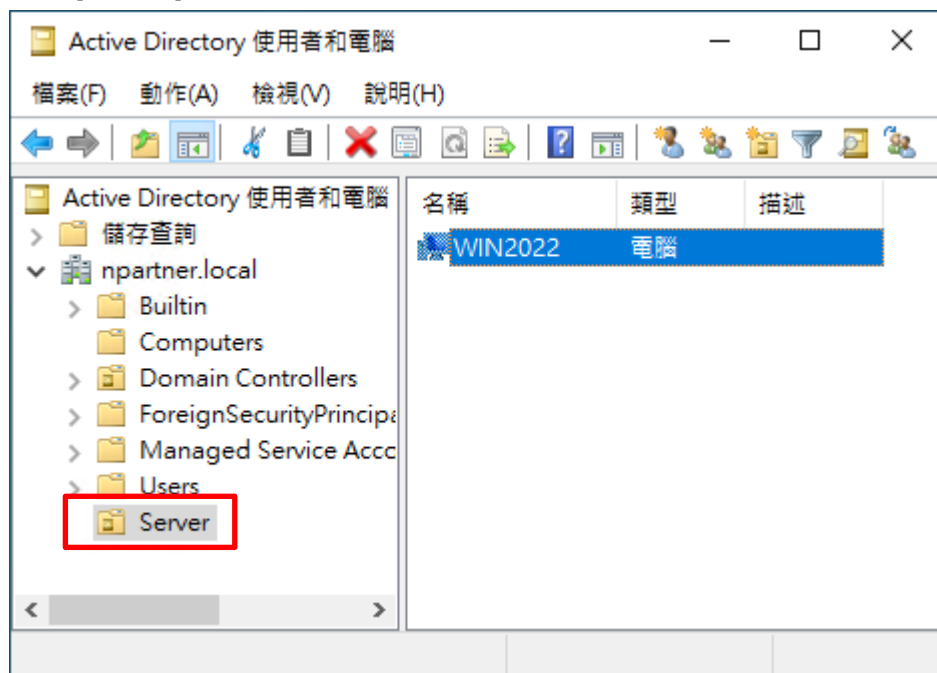 Active Directory 使用者和電腦
檔案(F) 動作(A) 檢視(V) 說明(H)
Active Directory 使用者和電腦
儲存查詢
npartner.local
Builtin
Computers
Domain Controllers
ForeignSecurityPrincipa
Managed Service Acc
Users
Server
名稱 類型 描述
WIN2022 電腦